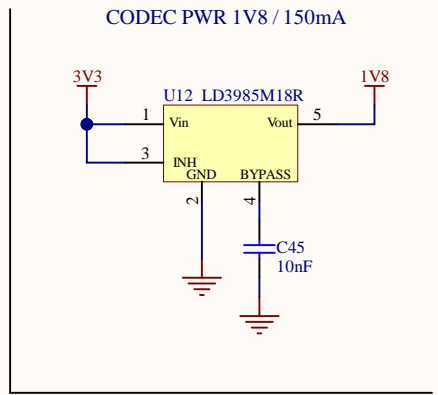 CODEC PWR 1V8 / 150mA
3V3
1V8
U12 LD3985M18R
1
Vin
Vout
5
3
INH
GND
BYPASS
2
4
C45
10nF